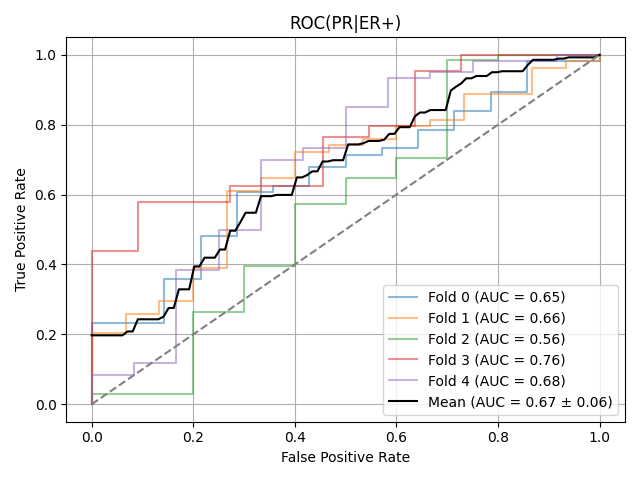 ROC(PR|ER+)
True Positive Rate
1.0
0.8
0.6
0.4
0.2
0.0
Fold 0 (AUC = 0.65)
Fold 1 (AUC = 0.66)
Fold 2 (AUC = 0.56)
Fold 3 (AUC = 0.76)
Fold 4 (AUC = 0.68)
Mean (AUC = 0.67 ± 0.06)
0.0 0.2 0.4 0.6 0.8 1.0
False Positive Rate